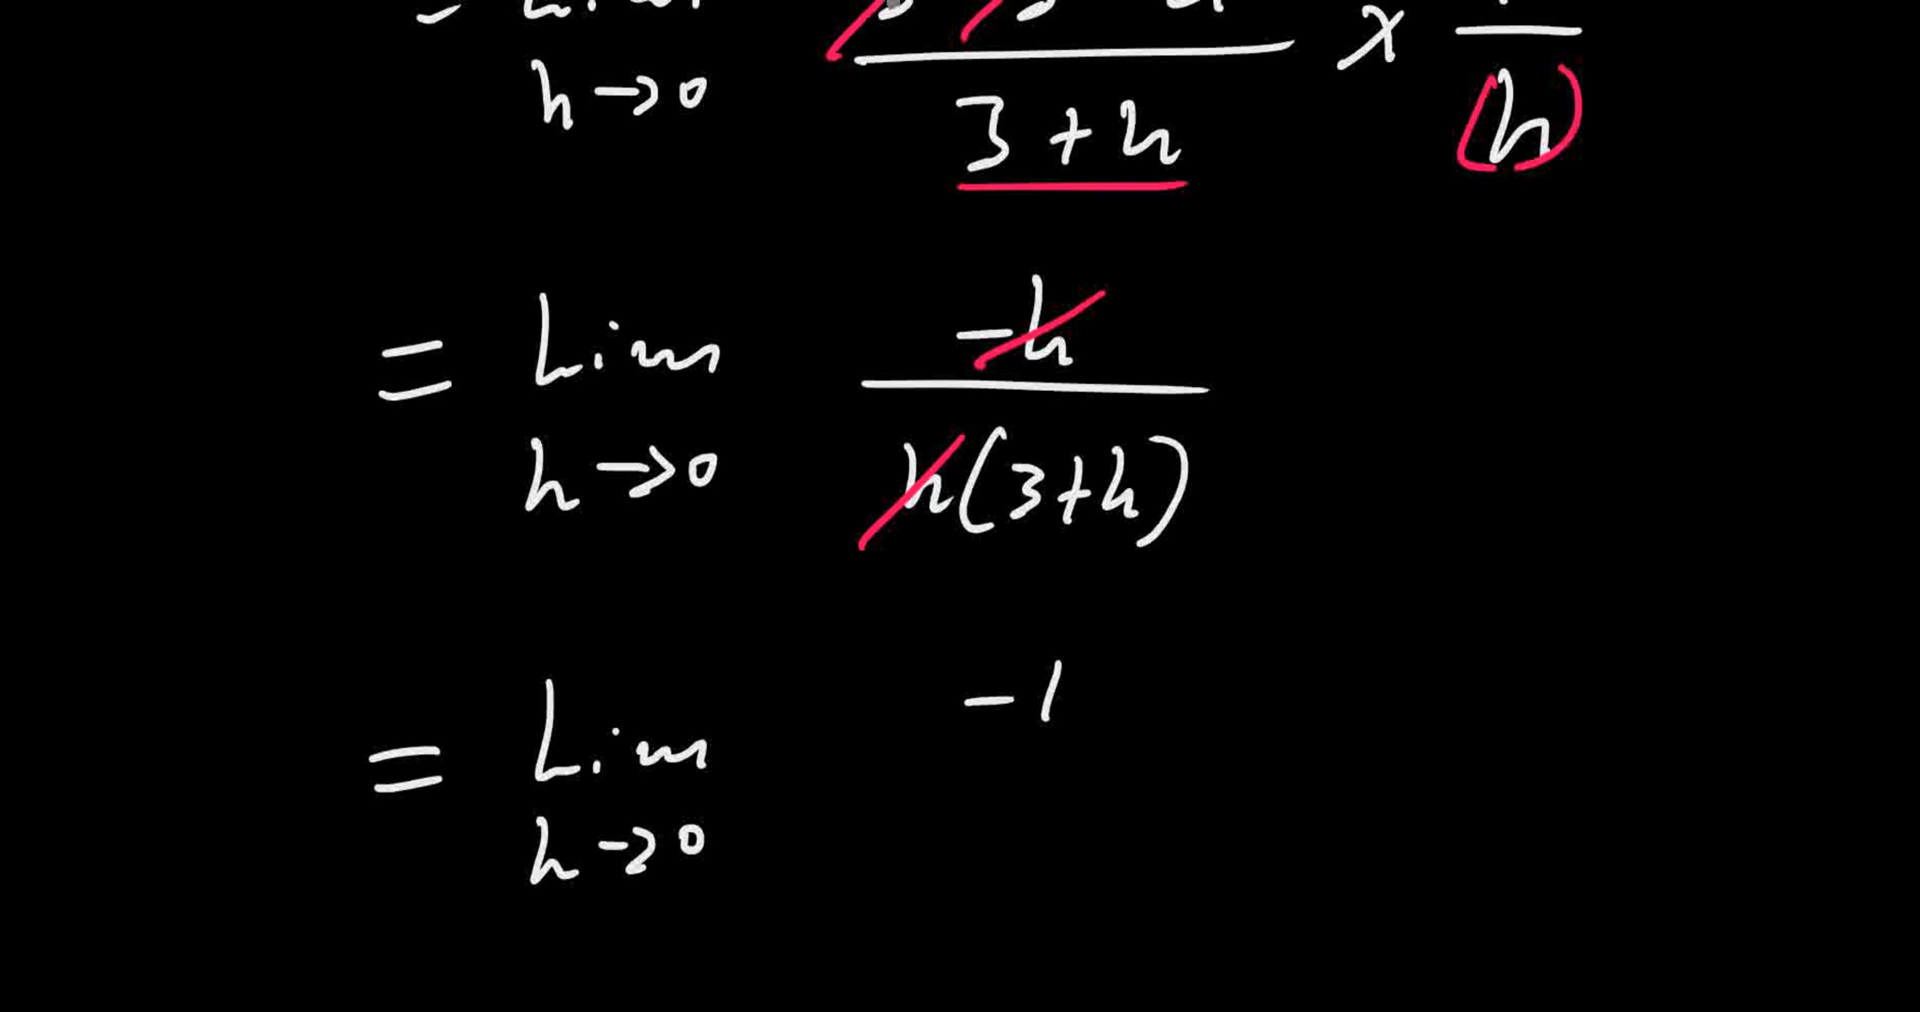 h → 0 3 + h × h
= Lim -h
h → 0 h(3+h)
= Lim -1
h → 0